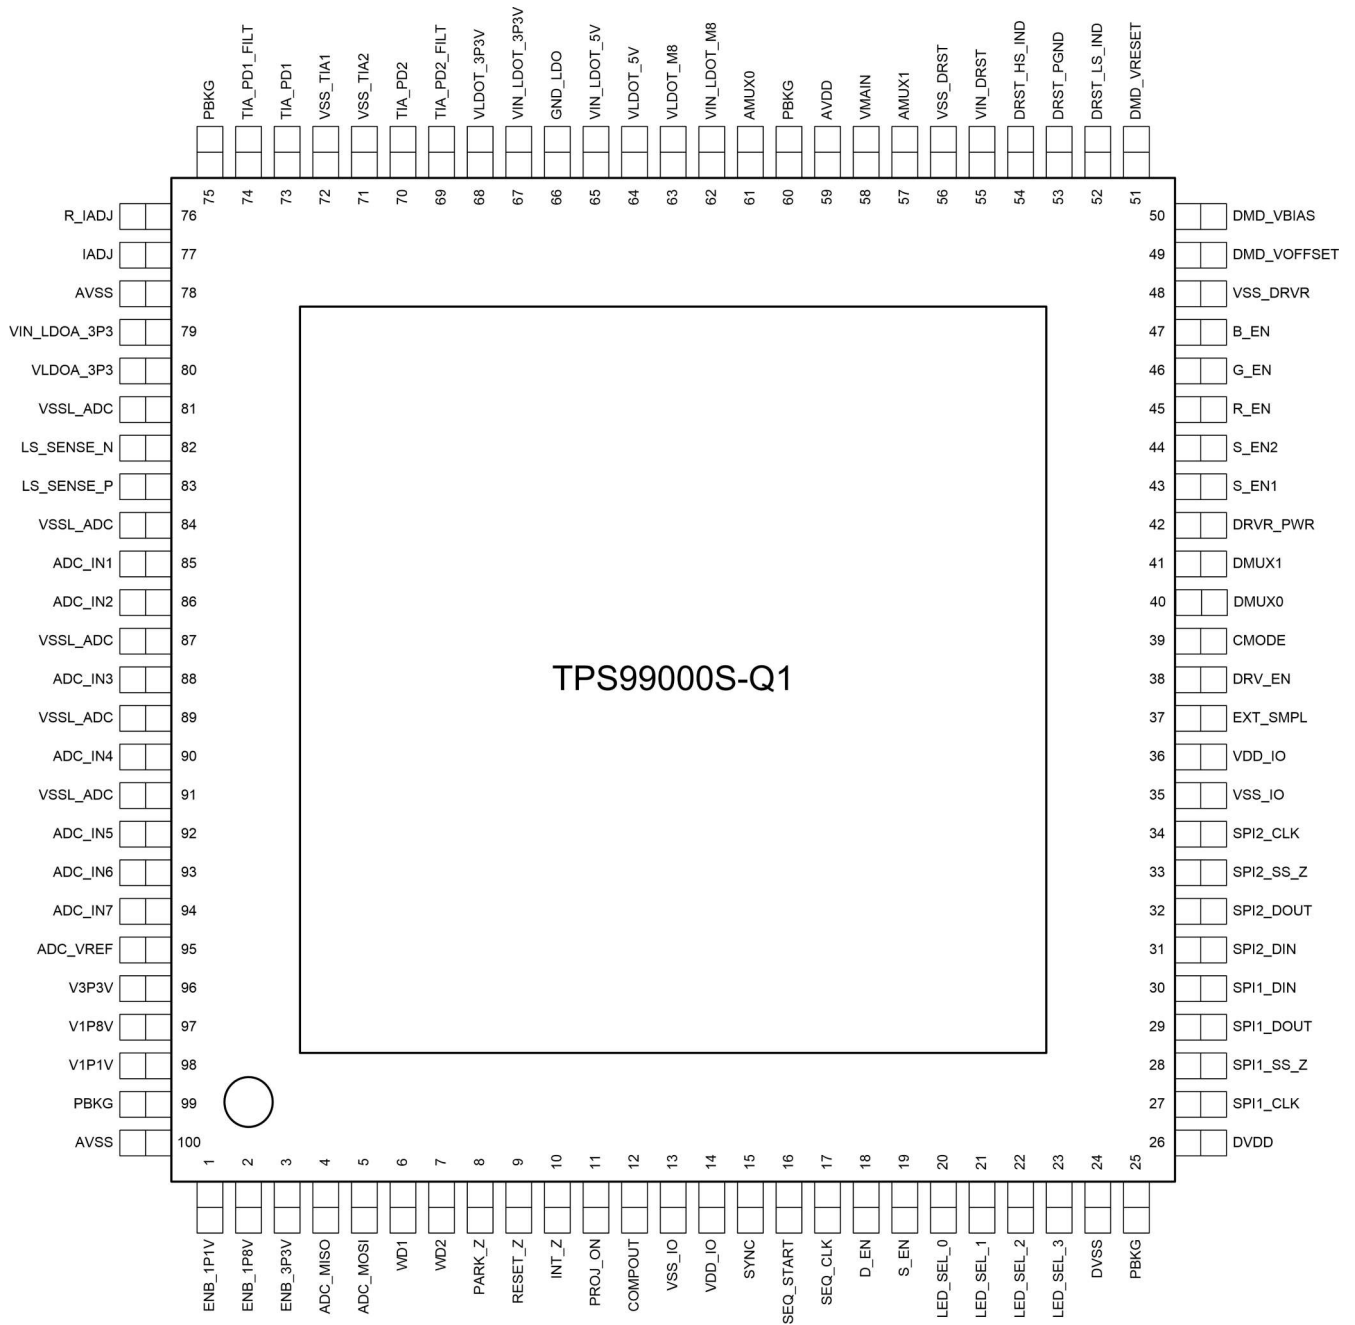 PBKG
TIA_PD1_FILT
TIA_PD1
VSS_TIA1
VSS_TIA2
TIA_PD2
TIA_PD2_FILT
VLDOT_3P3V
VIN_LDOT_3P3V
GND_LDO
VIN_LDOT_5V
VLDOT_5V
VLDOT_M8
VIN_LDOT_M8
AMUX0
PBKG
AVDD
VMAIN
AMUX1
VSS_DRST
VIN_DRST
DRST_HS_IND
DRST_PGND
DRST_LS_IND
DMD_VRESET
75
74
73
72
71
70
69
68
67
66
65
64
63
62
61
60
59
58
57
56
55
54
53
52
51
R_IADJ 76
IADJ 77
AVSS 78
VIN_LDOA_3P3 79
VLDOA_3P3 80
VSSL_ADC 81
LS_SENSE_N 82
LS_SENSE_P 83
VSSL_ADC 84
ADC_IN1 85
ADC_IN2 86
VSSL_ADC 87
ADC_IN3 88
VSSL_ADC 89
ADC_IN4 90
VSSL_ADC 91
ADC_IN5 92
ADC_IN6 93
ADC_IN7 94
ADC_VREF 95
V3P3V 96
V1P8V 97
V1P1V 98
PBKG 99
AVSS 100
TPS99000S-Q1
50 DMD_VBIAS
49 DMD_VOFFSET
48 VSS_DRVR
47 B_EN
46 G_EN
45 R_EN
44 S_EN2
43 S_EN1
42 DRVR_PWR
41 DMUX1
40 DMUX0
39 CMODE
38 DRV_EN
37 EXT_SMPL
36 VDD_IO
35 VSS_IO
34 SPI2_CLK
33 SPI2_SS_Z
32 SPI2_DOUT
31 SPI2_DIN
30 SPI1_DIN
29 SPI1_DOUT
28 SPI1_SS_Z
27 SPI1_CLK
26 DVDD
1
2
3
4
5
6
7
8
9
10
11
12
13
14
15
16
17
18
19
20
21
22
23
24
25
ENB_1P1V
ENB_1P8V
ENB_3P3V
ADC_MISO
ADC_MOSI
WD1
WD2
PARK_Z
RESET_Z
INT_Z
PROJ_ON
COMPOUT
VSS_IO
VDD_IO
SYNC
SEQ_START
SEQ_CLK
D_EN
S_EN
LED_SEL_0
LED_SEL_1
LED_SEL_2
LED_SEL_3
DVSS
PBKG